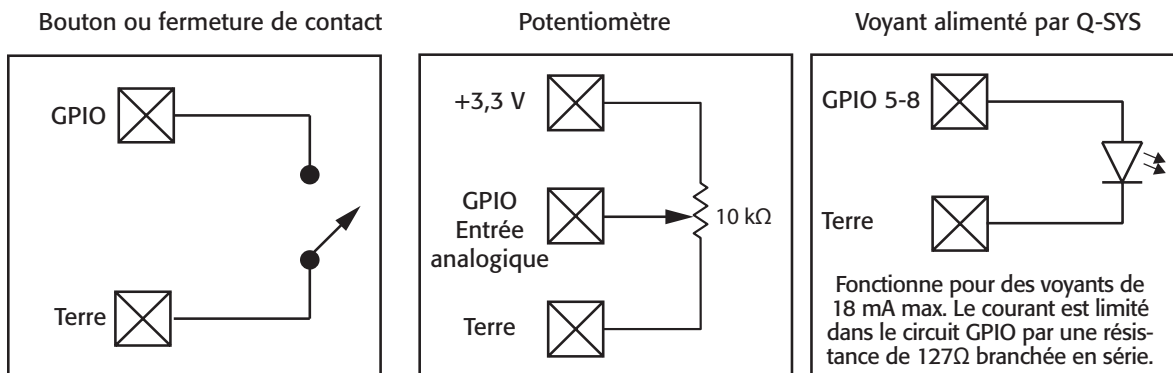 Bouton ou fermeture de contact
GPIO
Terre
Potentiomètre
+3,3 V
GPIO
Entrée
analogique
10 kΩ
Terre
Voyant alimenté par Q-SYS
GPIO 5-8
Terre
Fonctionne pour des voyants de
18 mA max. Le courant est limité
dans le circuit GPIO par une résis-
tance de 127Ω branchée en série.